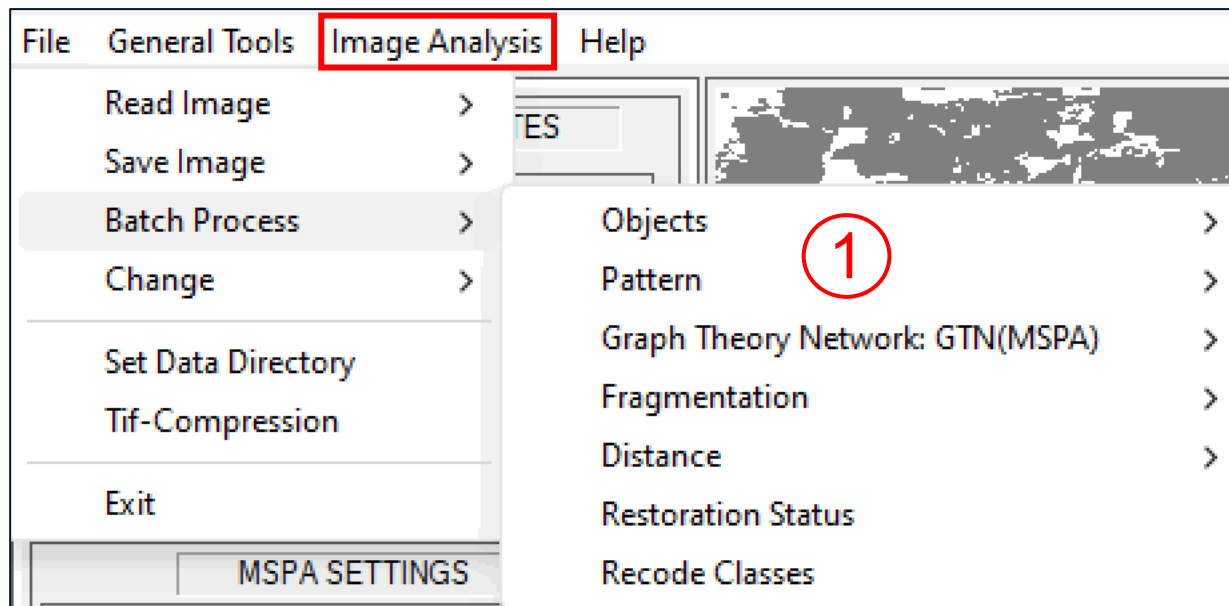 File General Tools Image Analysis Help
Read Image
TES
Save Image
Batch Process
Change
Set Data Directory
Tif-Compression
Exit
Objects
1
Pattern
Graph Theory Network: GTN(MSPA)
Fragmentation
Distance
Restoration Status
Recode Classes
MSPA SETTINGS